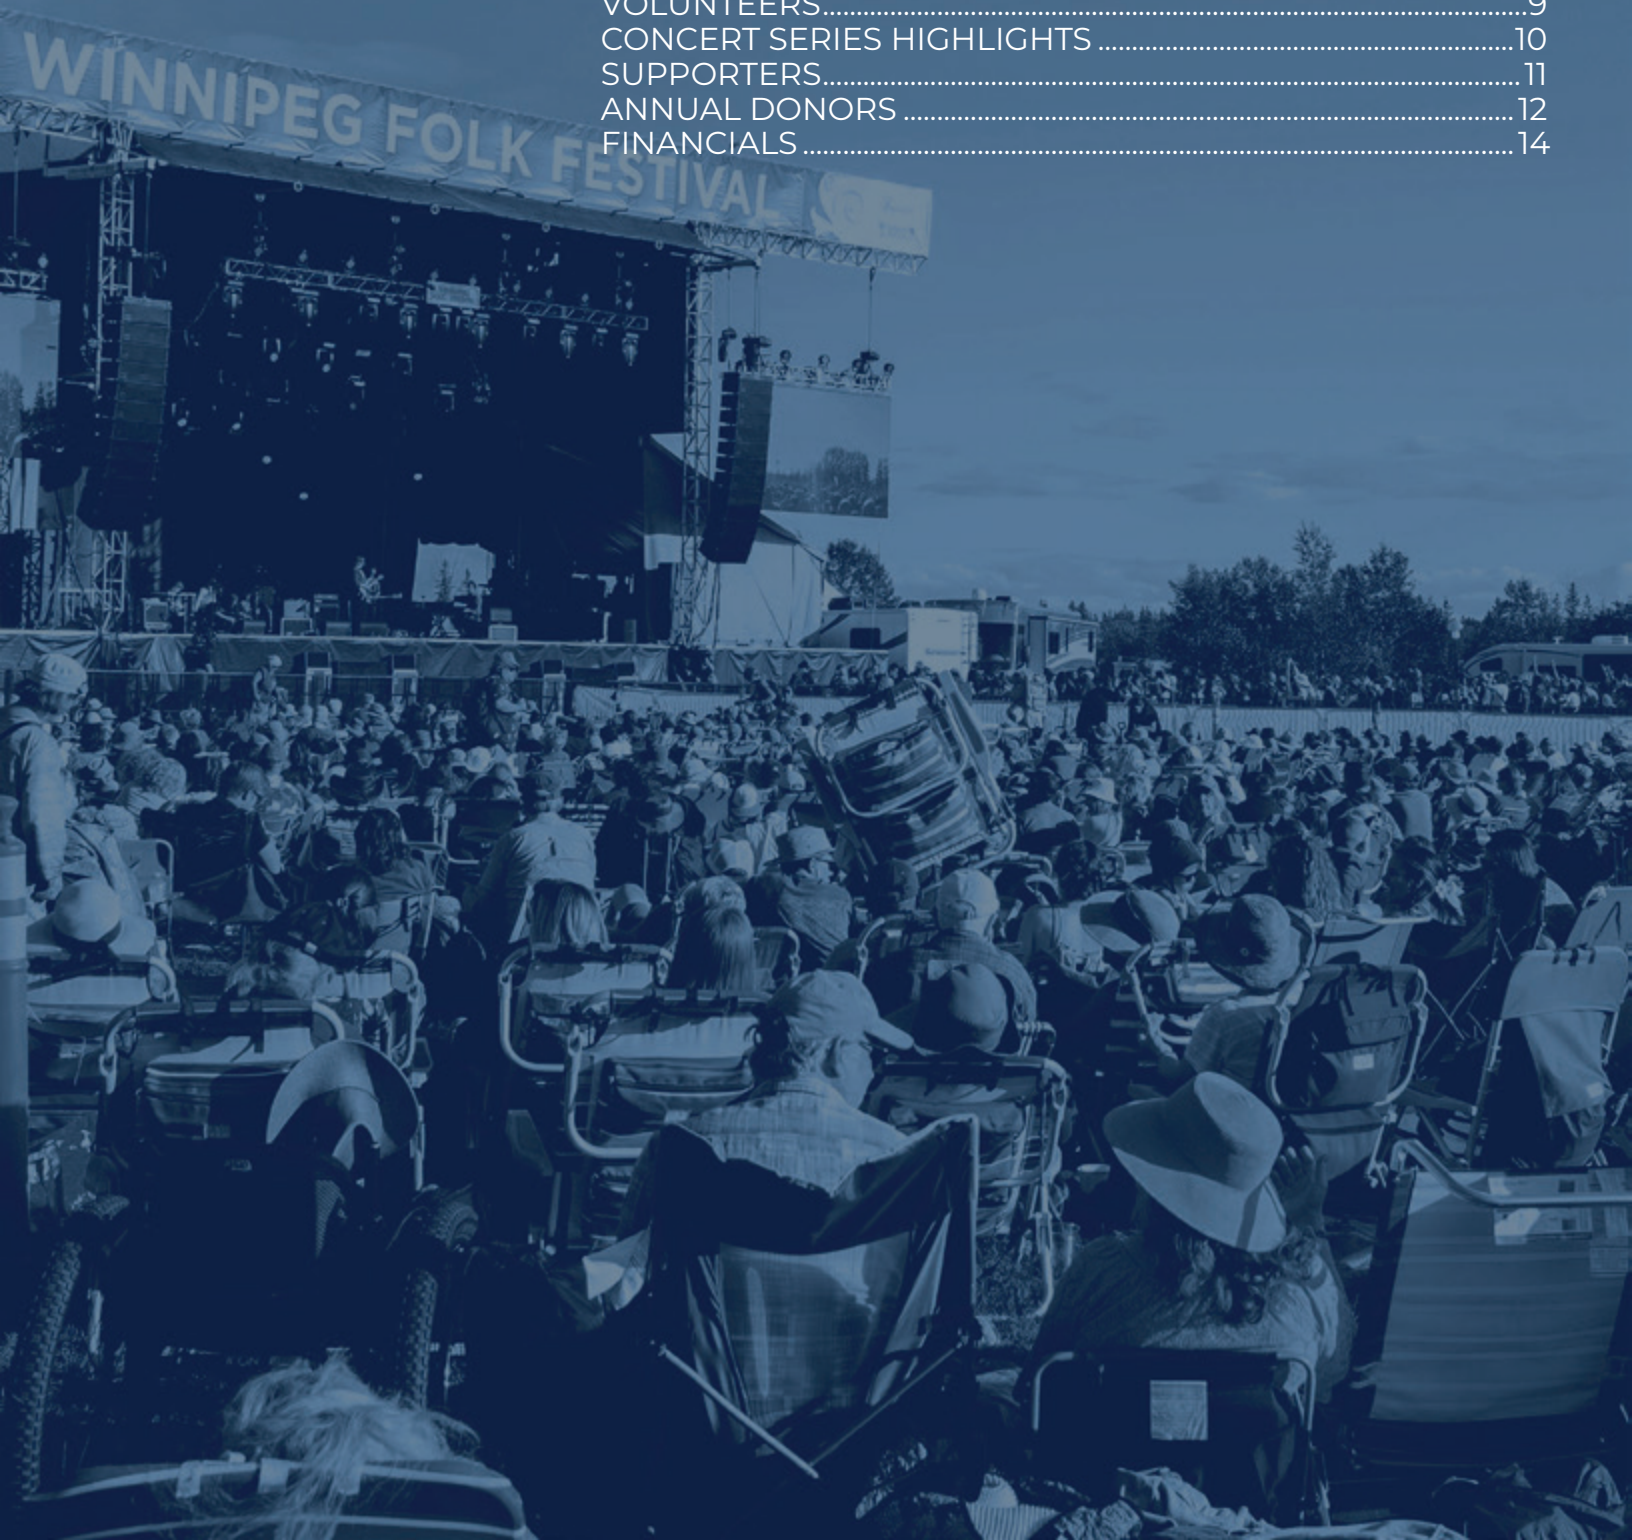 VOLUNTEERS..........9
CONCERT SERIES HIGHLIGHTS ..........10
SUPPORTERS..........11
ANNUAL DONORS ..........12
FINANCIALS ..........14
WINNIPEG FOLK FESTIVAL